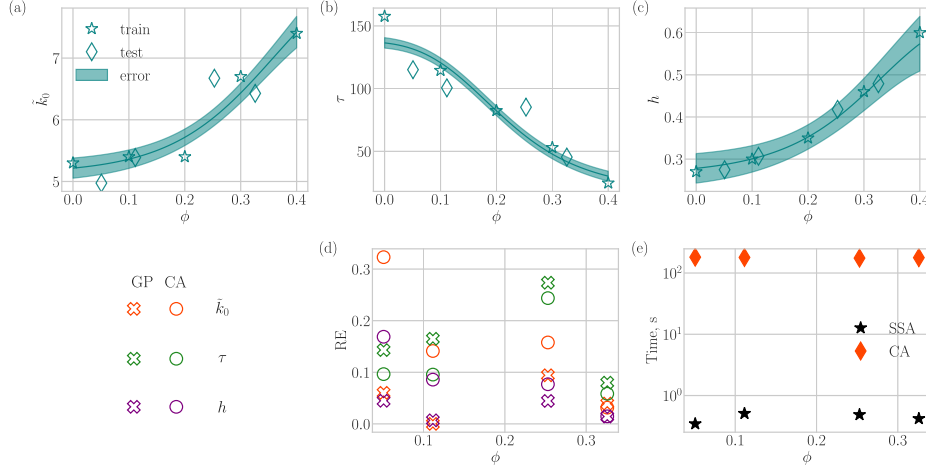 (a)
train
test
error
k̃₀
7
6
5
0.0 0.1 0.2 0.3 0.4
ϕ
(b)
τ
150
100
50
0.0 0.1 0.2 0.3 0.4
ϕ
(c)
h
0.6
0.5
0.4
0.3
0.0 0.1 0.2 0.3 0.4
ϕ
GP CA
k̃₀
τ
h
(d)
RE
0.3
0.2
0.1
0.0
0.1 0.2 0.3
ϕ
(e)
Time, s
10²
10¹
10⁰
SSA
CA
0.1 0.2 0.3
ϕ